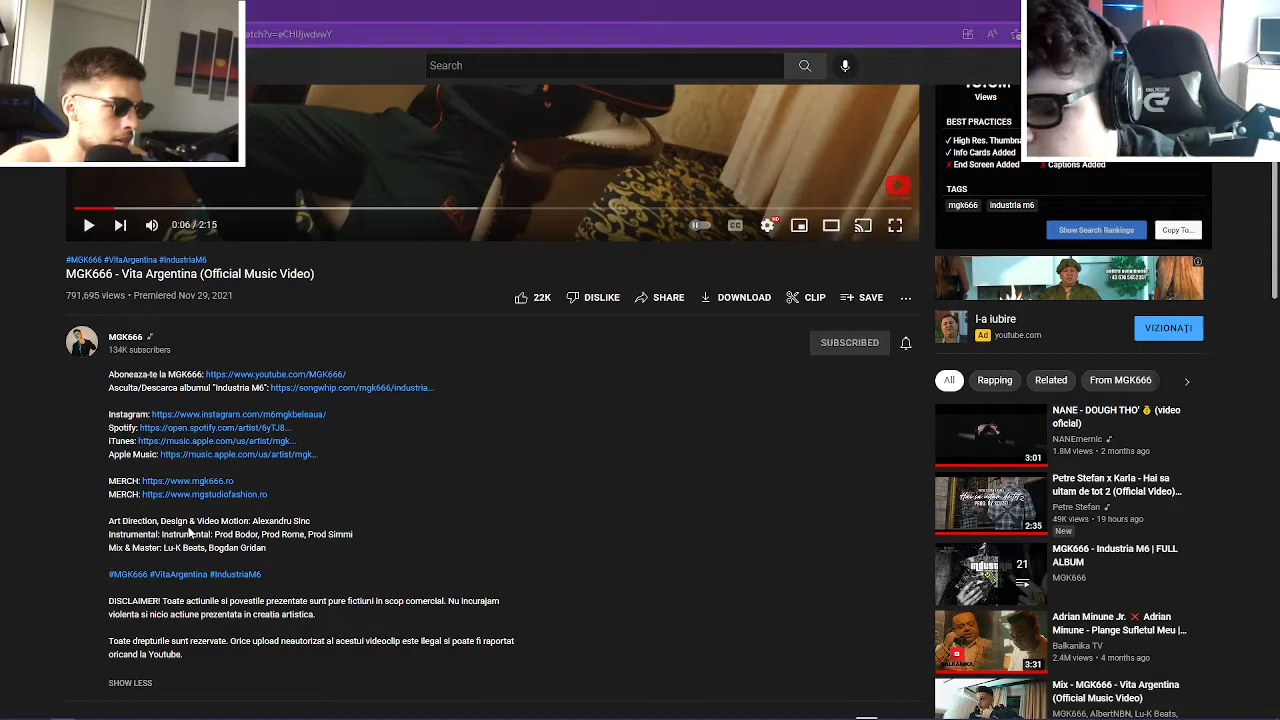 atch?v=eCHIJjwdvwY
Search
Views
BEST PRACTICES
✓ High Res. Thumbna
✓ Info Cards Added
✗ End Screen Added ✗ Captions Added
TAGS
mgk666 industria m6
Show Search Rankings Copy To...
0:06 / 2:15
#MGK666 #VitaArgentina #IndustriaM6
MGK666 - Vita Argentina (Official Music Video)
791,695 views • Premiered Nov 29, 2021
22K DISLIKE SHARE DOWNLOAD CLIP SAVE ...
MGK666
134K subscribers
SUBSCRIBED
Aboneaza-te la MGK666: https://www.youtube.com/MGK666/
Asculta/Descarca albumul "Industria M6": https://songwhip.com/mgk666/industria...
Instagram: https://www.instagram.com/m6mgkbeleaua/
Spotify: https://open.spotify.com/artist/6yTJ8...
iTunes: https://music.apple.com/us/artist/mgk...
Apple Music: https://music.apple.com/us/artist/mgk...
MERCH: https://www.mgk666.ro
MERCH: https://www.mgstudiofashion.ro
Art Direction, Design & Video Motion: Alexandru Sinc
Instrumental: Instrumental: Prod Bodor, Prod Rome, Prod Simmi
Mix & Master: Lu-K Beats, Bogdan Gridan
#MGK666 #VitaArgentina #IndustriaM6
DISCLAIMER! Toate actiunile si povestile prezentate sunt pure fictiuni in scop comercial. Nu incurajam
violenta si nicio actiune prezentata in creatia artistica.
Toate drepturile sunt rezervate. Orice upload neautorizat al acestui videoclip este ilegal si poate fi raportat
oricand la Youtube.
SHOW LESS
I-a iubire
Ad youtube.com
VIZIONAȚI
All Rapping Related From MGK666
NANE - DOUGH THO' 💰 (video
oficial)
NANEmernic
1.8M views • 2 months ago
3:01
Petre Stefan x Karla - Hai sa
uitam de tot 2 (Official Video)...
Petre Stefan
49K views • 19 hours ago
New
2:35
MGK666 - Industria M6 | FULL
ALBUM
MGK666
21
Adrian Minune Jr. ❌ Adrian
Minune - Plange Sufletul Meu |...
Balkanika TV
2.4M views • 4 months ago
3:31
Mix - MGK666 - Vita Argentina
(Official Music Video)
MGK666, AlbertNBN, Lu-K Beats,